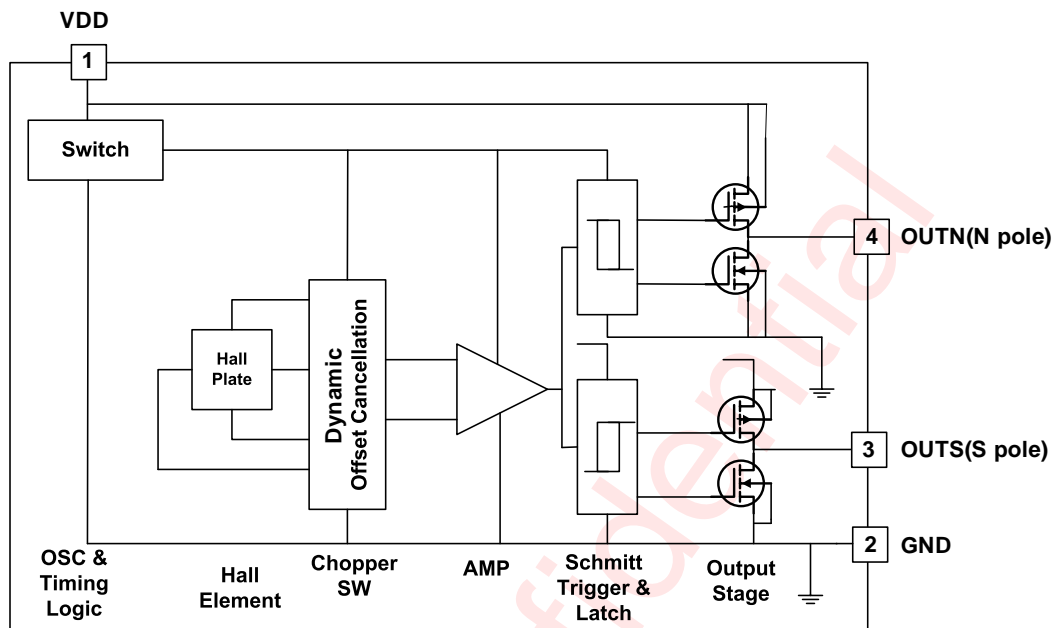 VDD
1
Switch
4
OUTN(N pole)
Hall
Plate
Dynamic
Offset Cancellation
3
OUTS(S pole)
2
GND
OSC &
Timing
Logic
Hall
Element
Chopper
SW
AMP
Schmitt
Trigger &
Latch
Output
Stage
fidential